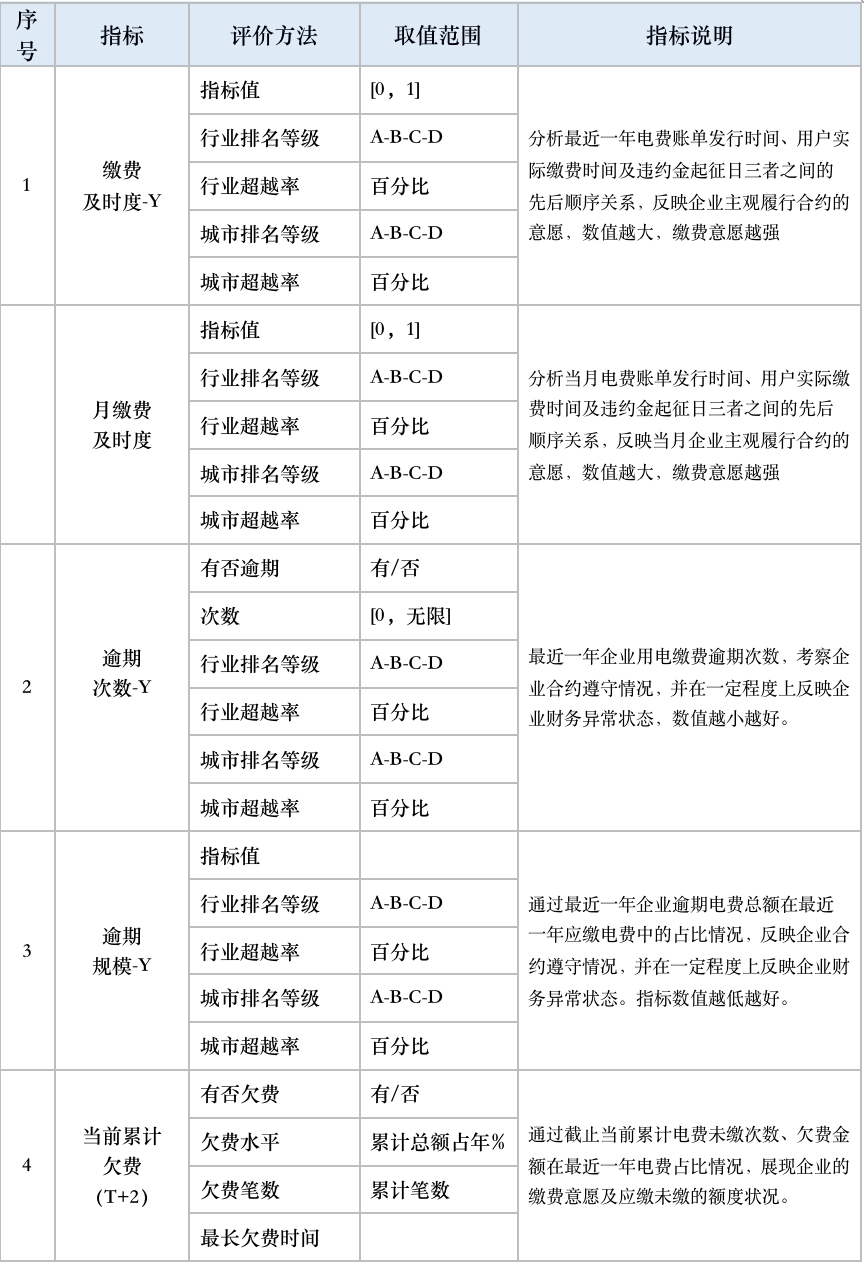 序号 指标 评价方法 取值范围 指标说明
1
缴费
及时度-Y
指标值 [0，1]
行业排名等级 A-B-C-D
行业超越率 百分比
城市排名等级 A-B-C-D
城市超越率 百分比
分析最近一年电费账单发行时间、用户实
际缴费时间及违约金起征日三者之间的
先后顺序关系，反映企业主观履行合约的
意愿，数值越大，缴费意愿越强
月缴费
及时度
指标值 [0，1]
行业排名等级 A-B-C-D
行业超越率 百分比
城市排名等级 A-B-C-D
城市超越率 百分比
分析当月电费账单发行时间、用户实际缴
费时间及违约金起征日三者之间的先后
顺序关系，反映当月企业主观履行合约的
意愿，数值越大，缴费意愿越强
2
逾期
次数-Y
有否逾期 有/否
次数 [0，无限]
行业排名等级 A-B-C-D
行业超越率 百分比
城市排名等级 A-B-C-D
城市超越率 百分比
最近一年企业用电缴费逾期次数，考察企
业合约遵守情况，并在一定程度上反映企
业财务异常状态，数值越小越好。
3
逾期
规模-Y
指标值
行业排名等级 A-B-C-D
行业超越率 百分比
城市排名等级 A-B-C-D
城市超越率 百分比
通过最近一年企业逾期电费总额在最近
一年应缴电费中的占比情况，反映企业合
约遵守情况，并在一定程度上反映企业财
务异常状态。指标数值越低越好。
4
当前累计
欠费
(T+2)
有否欠费 有/否
欠费水平 累计总额占年%
欠费笔数 累计笔数
最长欠费时间
通过截止当前累计电费未缴次数、欠费金
额在最近一年电费占比情况，展现企业的
缴费意愿及应缴未缴的额度状况。